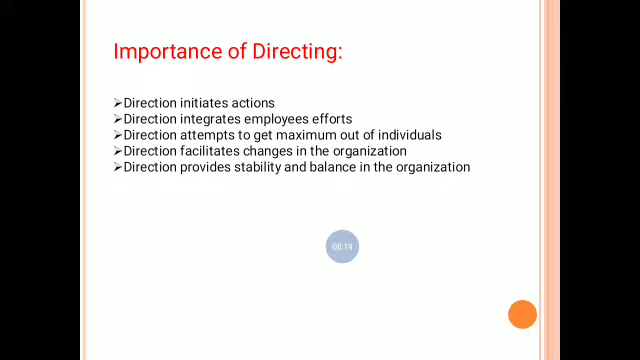 Importance of Directing:
➤Direction initiates actions
➤Direction integrates employees efforts
➤Direction attempts to get maximum out of individuals
➤Direction facilitates changes in the organization
➤Direction provides stability and balance in the organization
08:19